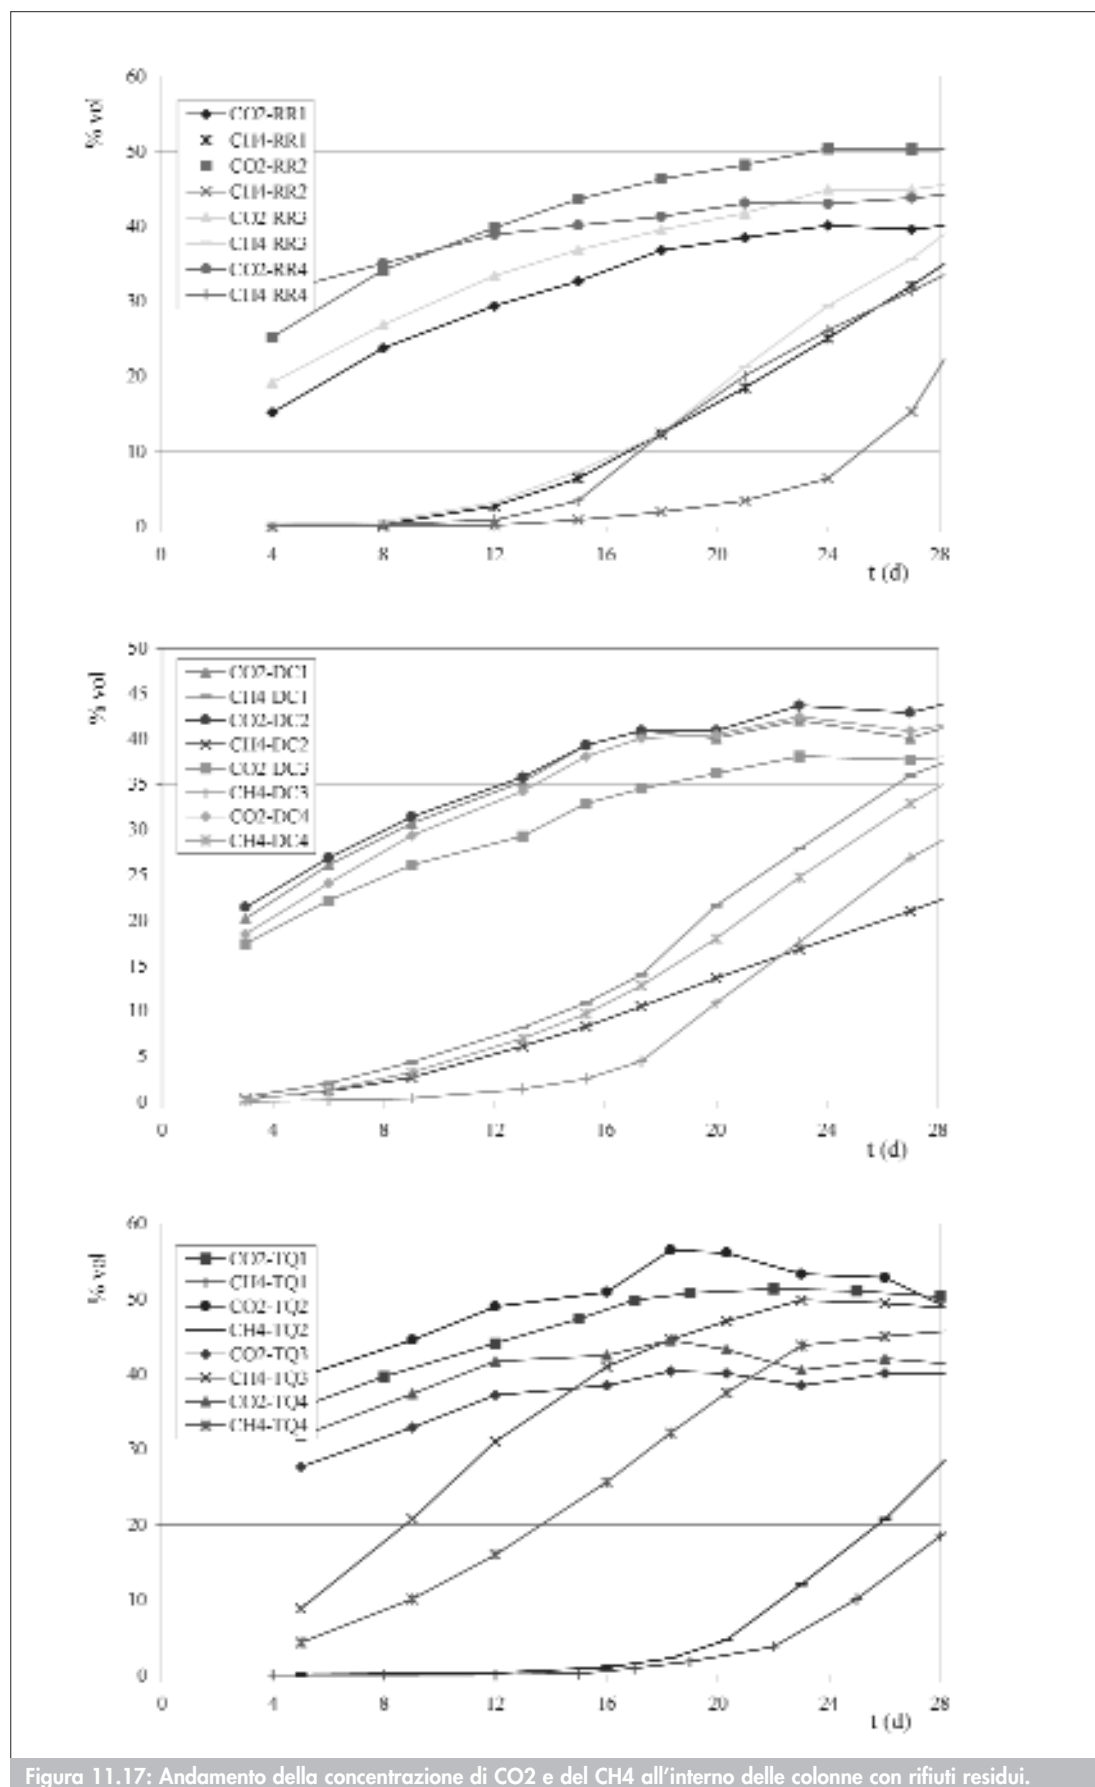 % vol
60
50
40
30
20
10
0
CO2-RR1
CH4-RR1
CO2-RR2
CH4-RR2
CO2-RR3
CH4-RR3
CO2-RR4
CH4-RR4
0 4 8 12 16 20 24 28
t (d)
% vol
50
45
40
35
30
25
20
15
10
5
0
CO2-DC1
CH4-DC1
CO2-DC2
CH4-DC2
CO2-DC3
CH4-DC3
CO2-DC4
CH4-DC4
0 4 8 12 16 20 24 28
t (d)
% vol
60
50
40
30
20
10
0
CO2-TQ1
CH4-TQ1
CO2-TQ2
CH4-TQ2
CO2-TQ3
CH4-TQ3
CO2-TQ4
CH4-TQ4
0 4 8 12 16 20 24 28
t (d)
Figura 11.17: Andamento della concentrazione di CO2 e del CH4 all'interno delle colonne con rifiuti residui.